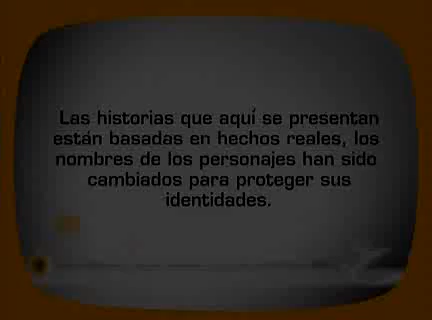 Las historias que aquí se presentan
están basadas en hechos reales, los
nombres de los personajes han sido
cambiados para proteger sus
identidades.